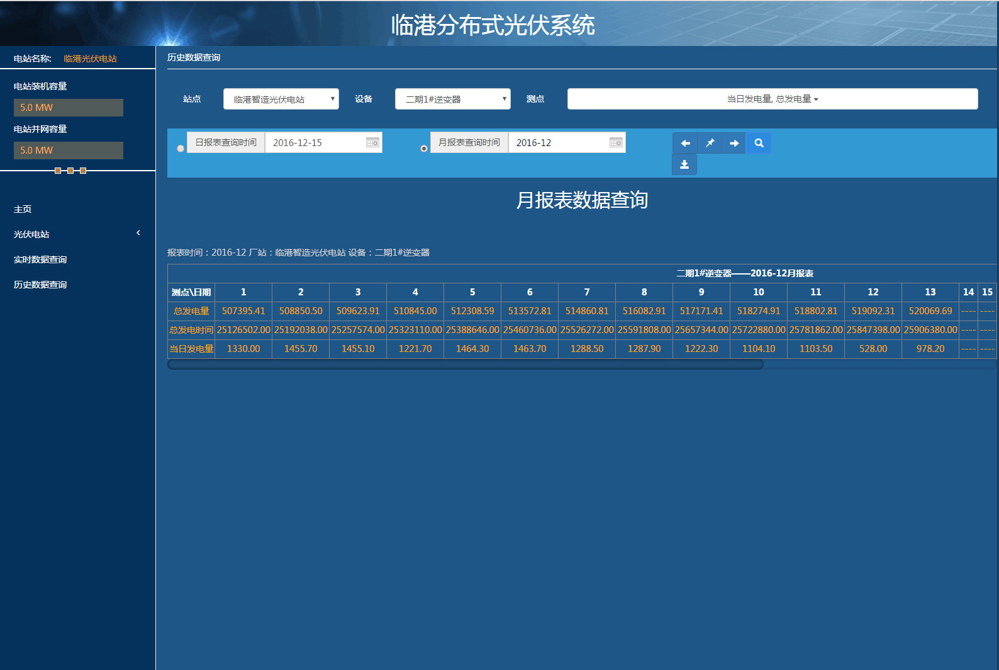 临港分布式光伏系统
电站名称: 临港光伏电站
电站装机容量
5.0 MW
电站并网容量
5.0 MW
主页
光伏电站
实时数据查询
历史数据查询
历史数据查询
站点 临港智造光伏电站 设备 二期1#逆变器 测点 当日发电量, 总发电量
日报表查询时间 2016-12-15 月报表查询时间 2016-12
月报表数据查询
报表时间：2016-12 厂站：临港智造光伏电站 设备：二期1#逆变器
二期1#逆变器——2016-12月报表
测点\日期 1 2 3 4 5 6 7 8 9 10 11 12 13 14 15
总发电量 507395.41 508850.50 509623.91 510845.00 512308.59 513572.81 514860.81 516082.91 517171.41 518274.91 518802.81 519092.31 520069.69 ---- ----
总发电时间 25126502.00 25192038.00 25257574.00 25323110.00 25388646.00 25460736.00 25526272.00 25591808.00 25657344.00 25722880.00 25781862.00 25847398.00 25906380.00 ---- ----
当日发电量 1330.00 1455.70 1455.10 1221.70 1464.30 1463.70 1288.50 1287.90 1222.30 1104.10 1103.50 528.00 978.20 ---- ----